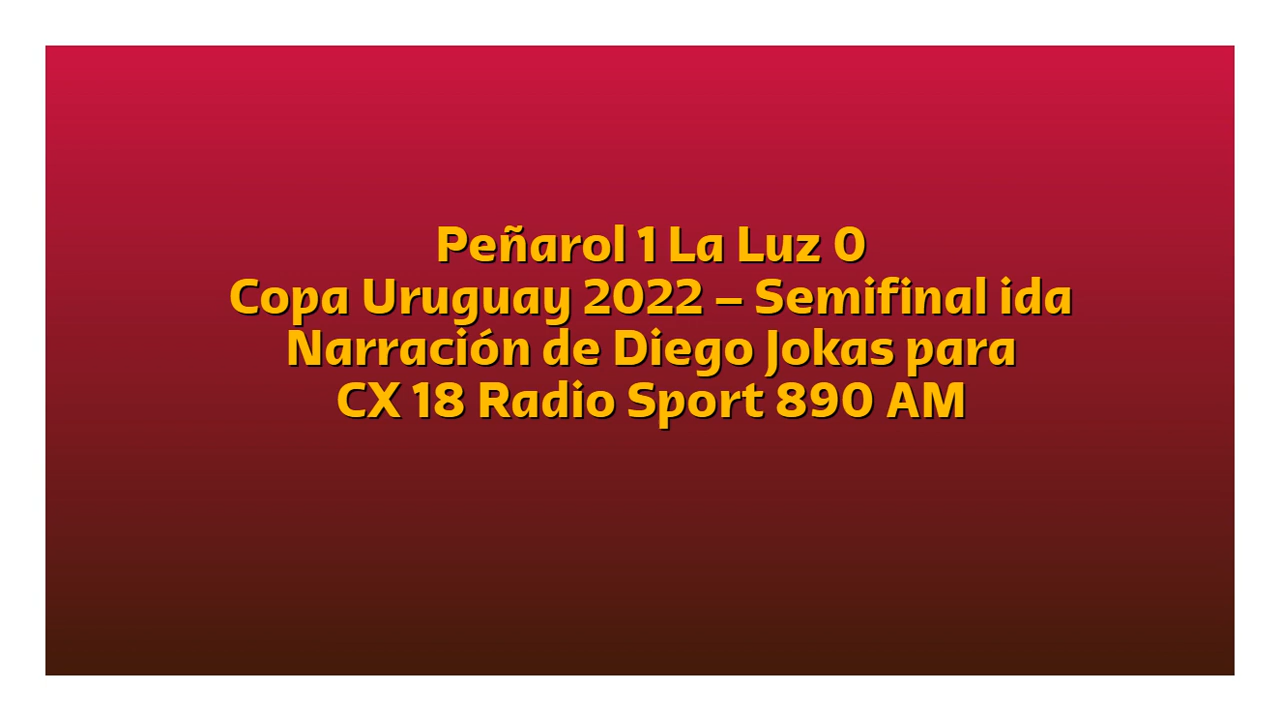 Peñarol 1 La Luz 0
Copa Uruguay 2022 – Semifinal ida
Narración de Diego Jokas para
CX 18 Radio Sport 890 AM